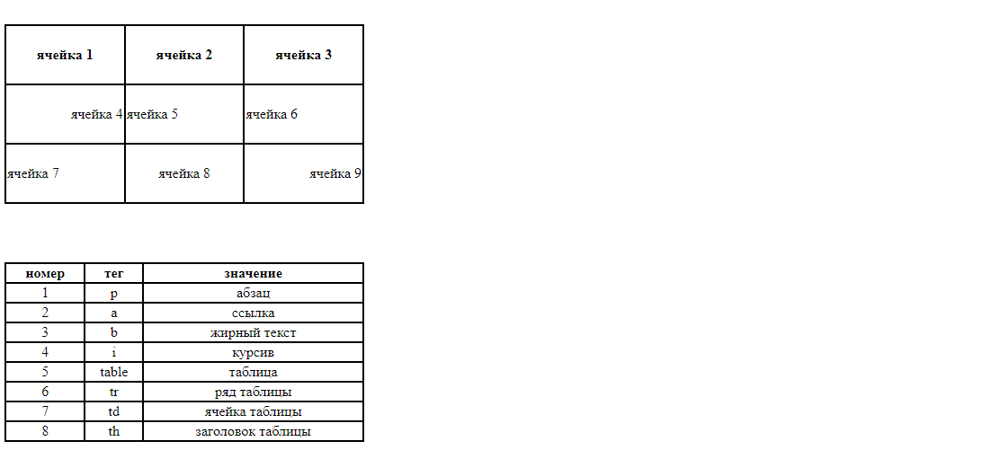 ячейка 1 ячейка 2 ячейка 3
ячейка 4 ячейка 5 ячейка 6
ячейка 7 ячейка 8 ячейка 9
номер тег значение
1 p абзац
2 a ссылка
3 b жирный текст
4 i курсив
5 table таблица
6 tr ряд таблицы
7 td ячейка таблицы
8 th заголовок таблицы